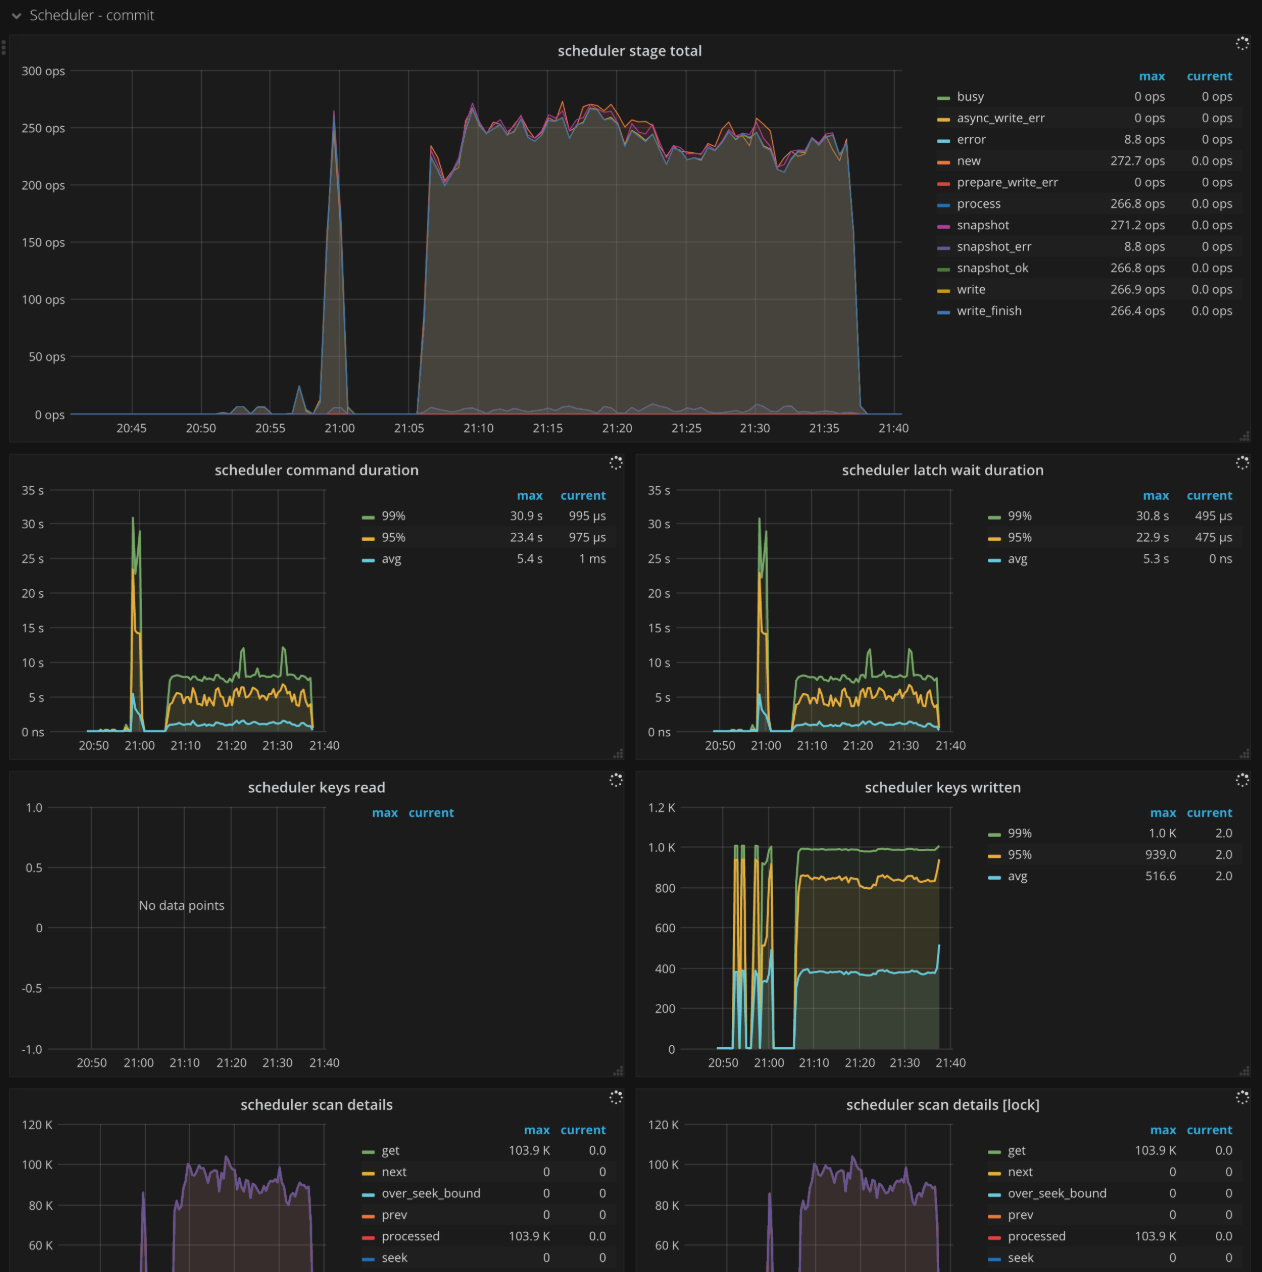 Scheduler - commit
scheduler stage total
300 ops
250 ops
200 ops
150 ops
100 ops
50 ops
0 ops
20:45 20:50 20:55 21:00 21:05 21:10 21:15 21:20 21:25 21:30 21:35 21:40
max current
busy 0 ops 0 ops
async_write_err 0 ops 0 ops
error 8.8 ops 0 ops
new 272.7 ops 0.0 ops
prepare_write_err 0 ops 0 ops
process 266.8 ops 0.0 ops
snapshot 271.2 ops 0.0 ops
snapshot_err 8.8 ops 0 ops
snapshot_ok 266.8 ops 0.0 ops
write 266.9 ops 0.0 ops
write_finish 266.4 ops 0.0 ops
scheduler command duration
35 s
30 s
25 s
20 s
15 s
10 s
5 s
0 ns
20:50 21:00 21:10 21:20 21:30 21:40
max current
99% 30.9 s 995 µs
95% 23.4 s 975 µs
avg 5.4 s 1 ms
scheduler latch wait duration
35 s
30 s
25 s
20 s
15 s
10 s
5 s
0 ns
20:50 21:00 21:10 21:20 21:30 21:40
max current
99% 30.8 s 495 µs
95% 22.9 s 475 µs
avg 5.3 s 0 ns
scheduler keys read
1.0
0.5
0
-0.5
-1.0
No data points
20:50 21:00 21:10 21:20 21:30 21:40
max current
scheduler keys written
1.2 K
1.0 K
800
600
400
200
0
20:50 21:00 21:10 21:20 21:30 21:40
max current
99% 1.0 K 2.0
95% 939.0 2.0
avg 516.6 2.0
scheduler scan details
120 K
100 K
80 K
60 K
max current
get 103.9 K 0.0
next 0 0
over_seek_bound 0 0
prev 0 0
processed 103.9 K 0.0
seek 0 0
scheduler scan details [lock]
120 K
100 K
80 K
60 K
max current
get 103.9 K 0.0
next 0 0
over_seek_bound 0 0
prev 0 0
processed 103.9 K 0.0
seek 0 0